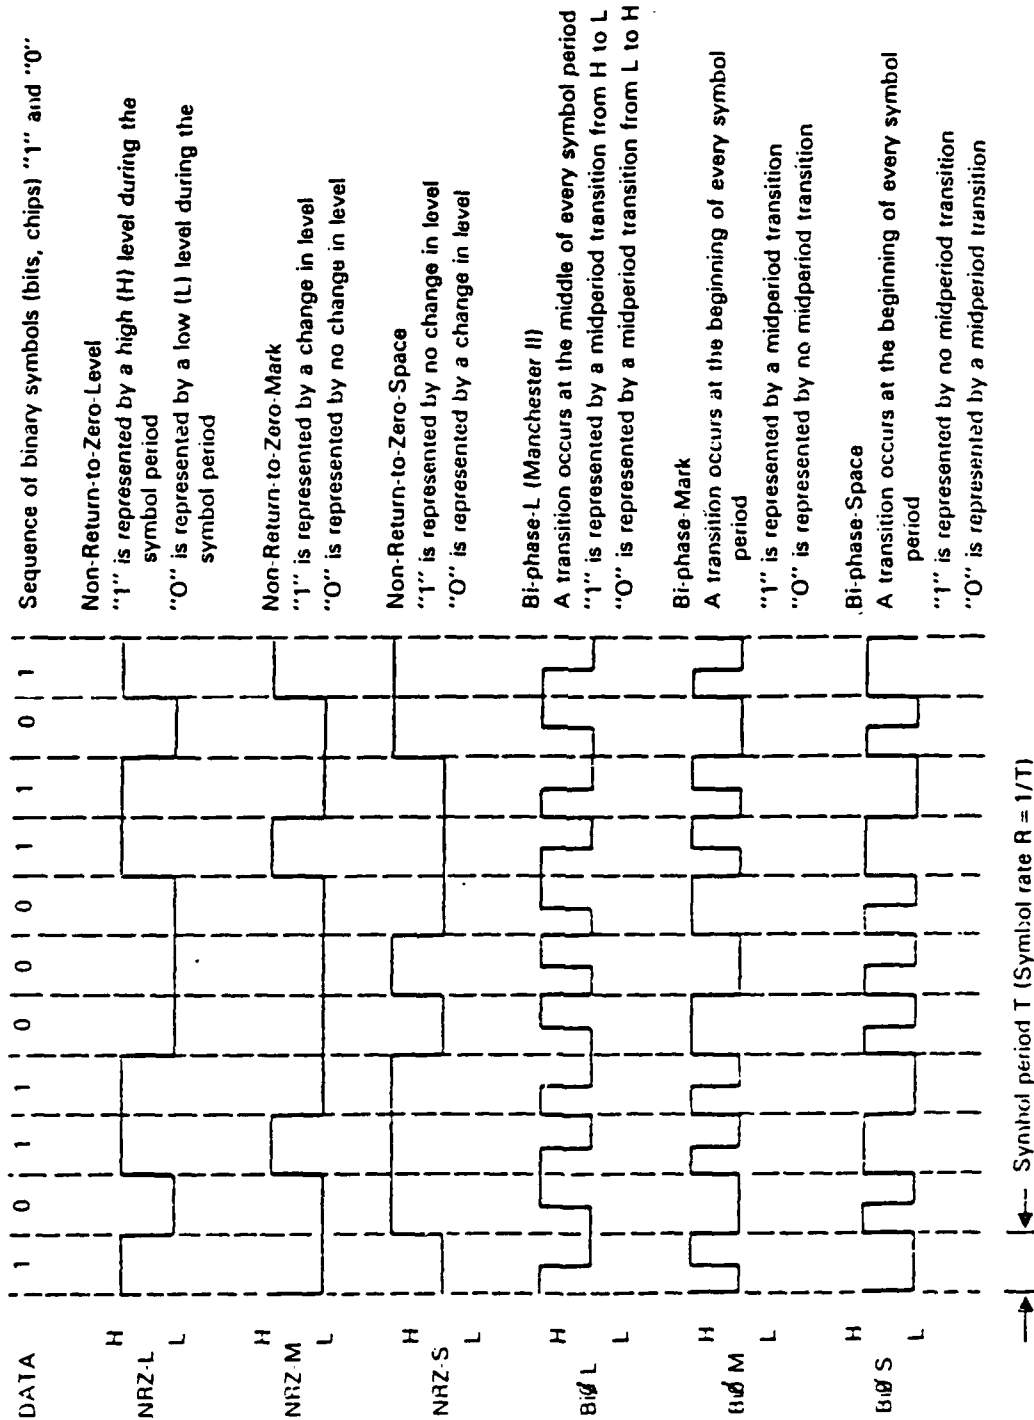 DATA 1 0 1 1 0 0 0 1 1 0 1 Sequence of binary symbols (bits, chips) "1" and "0"
NRZ-L H L
Non-Return-to-Zero-Level
"1" is represented by a high (H) level during the
symbol period
"O" is represented by a low (L) level during the
symbol period
NRZ-M H L
Non-Return-to-Zero-Mark
"1" is represented by a change in level
"O" is represented by no change in level
NRZ-S H L
Non-Return-to-Zero-Space
"1" is represented by no change in level
"O" is represented by a change in level
BiØ L H L
Bi-phase-L (Manchester II)
A transition occurs at the middle of every symbol period
"1" is represented by a midperiod transition from H to L
"O" is represented by a midperiod transition from L to H
BiØ M H L
Bi-phase-Mark
A transition occurs at the beginning of every symbol
period
"1" is represented by a midperiod transition
"O" is represented by no midperiod transition
BiØ S H L
Bi-phase-Space
A transition occurs at the beginning of every symbol
period
"1" is represented by no midperiod transition
"O" is represented by a midperiod transition
Symbol period T (Symbol rate R = 1/T)